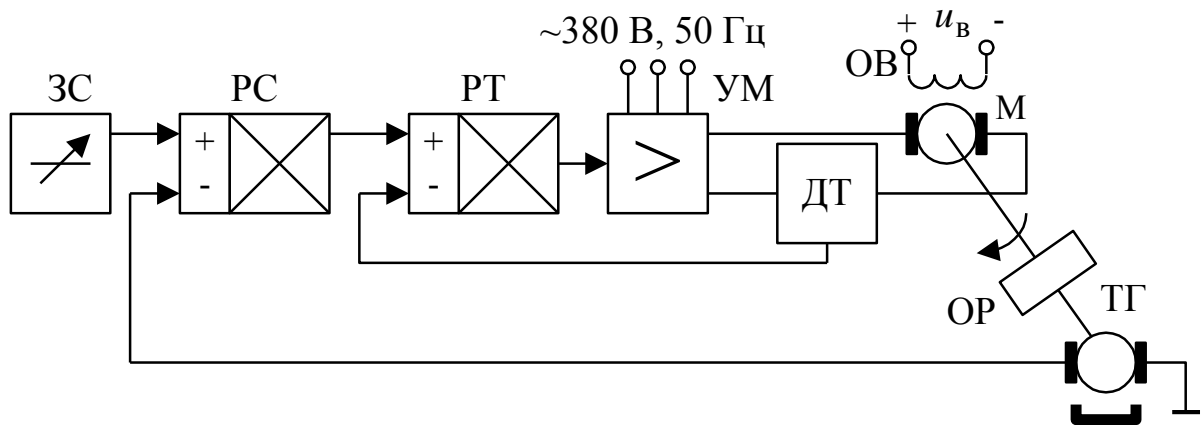 ~380 В, 50 Гц
+ uв -
ОВ
ЗС
РС
РТ
УМ
М
+
-
+
-
>
ДТ
ОР
ТГ